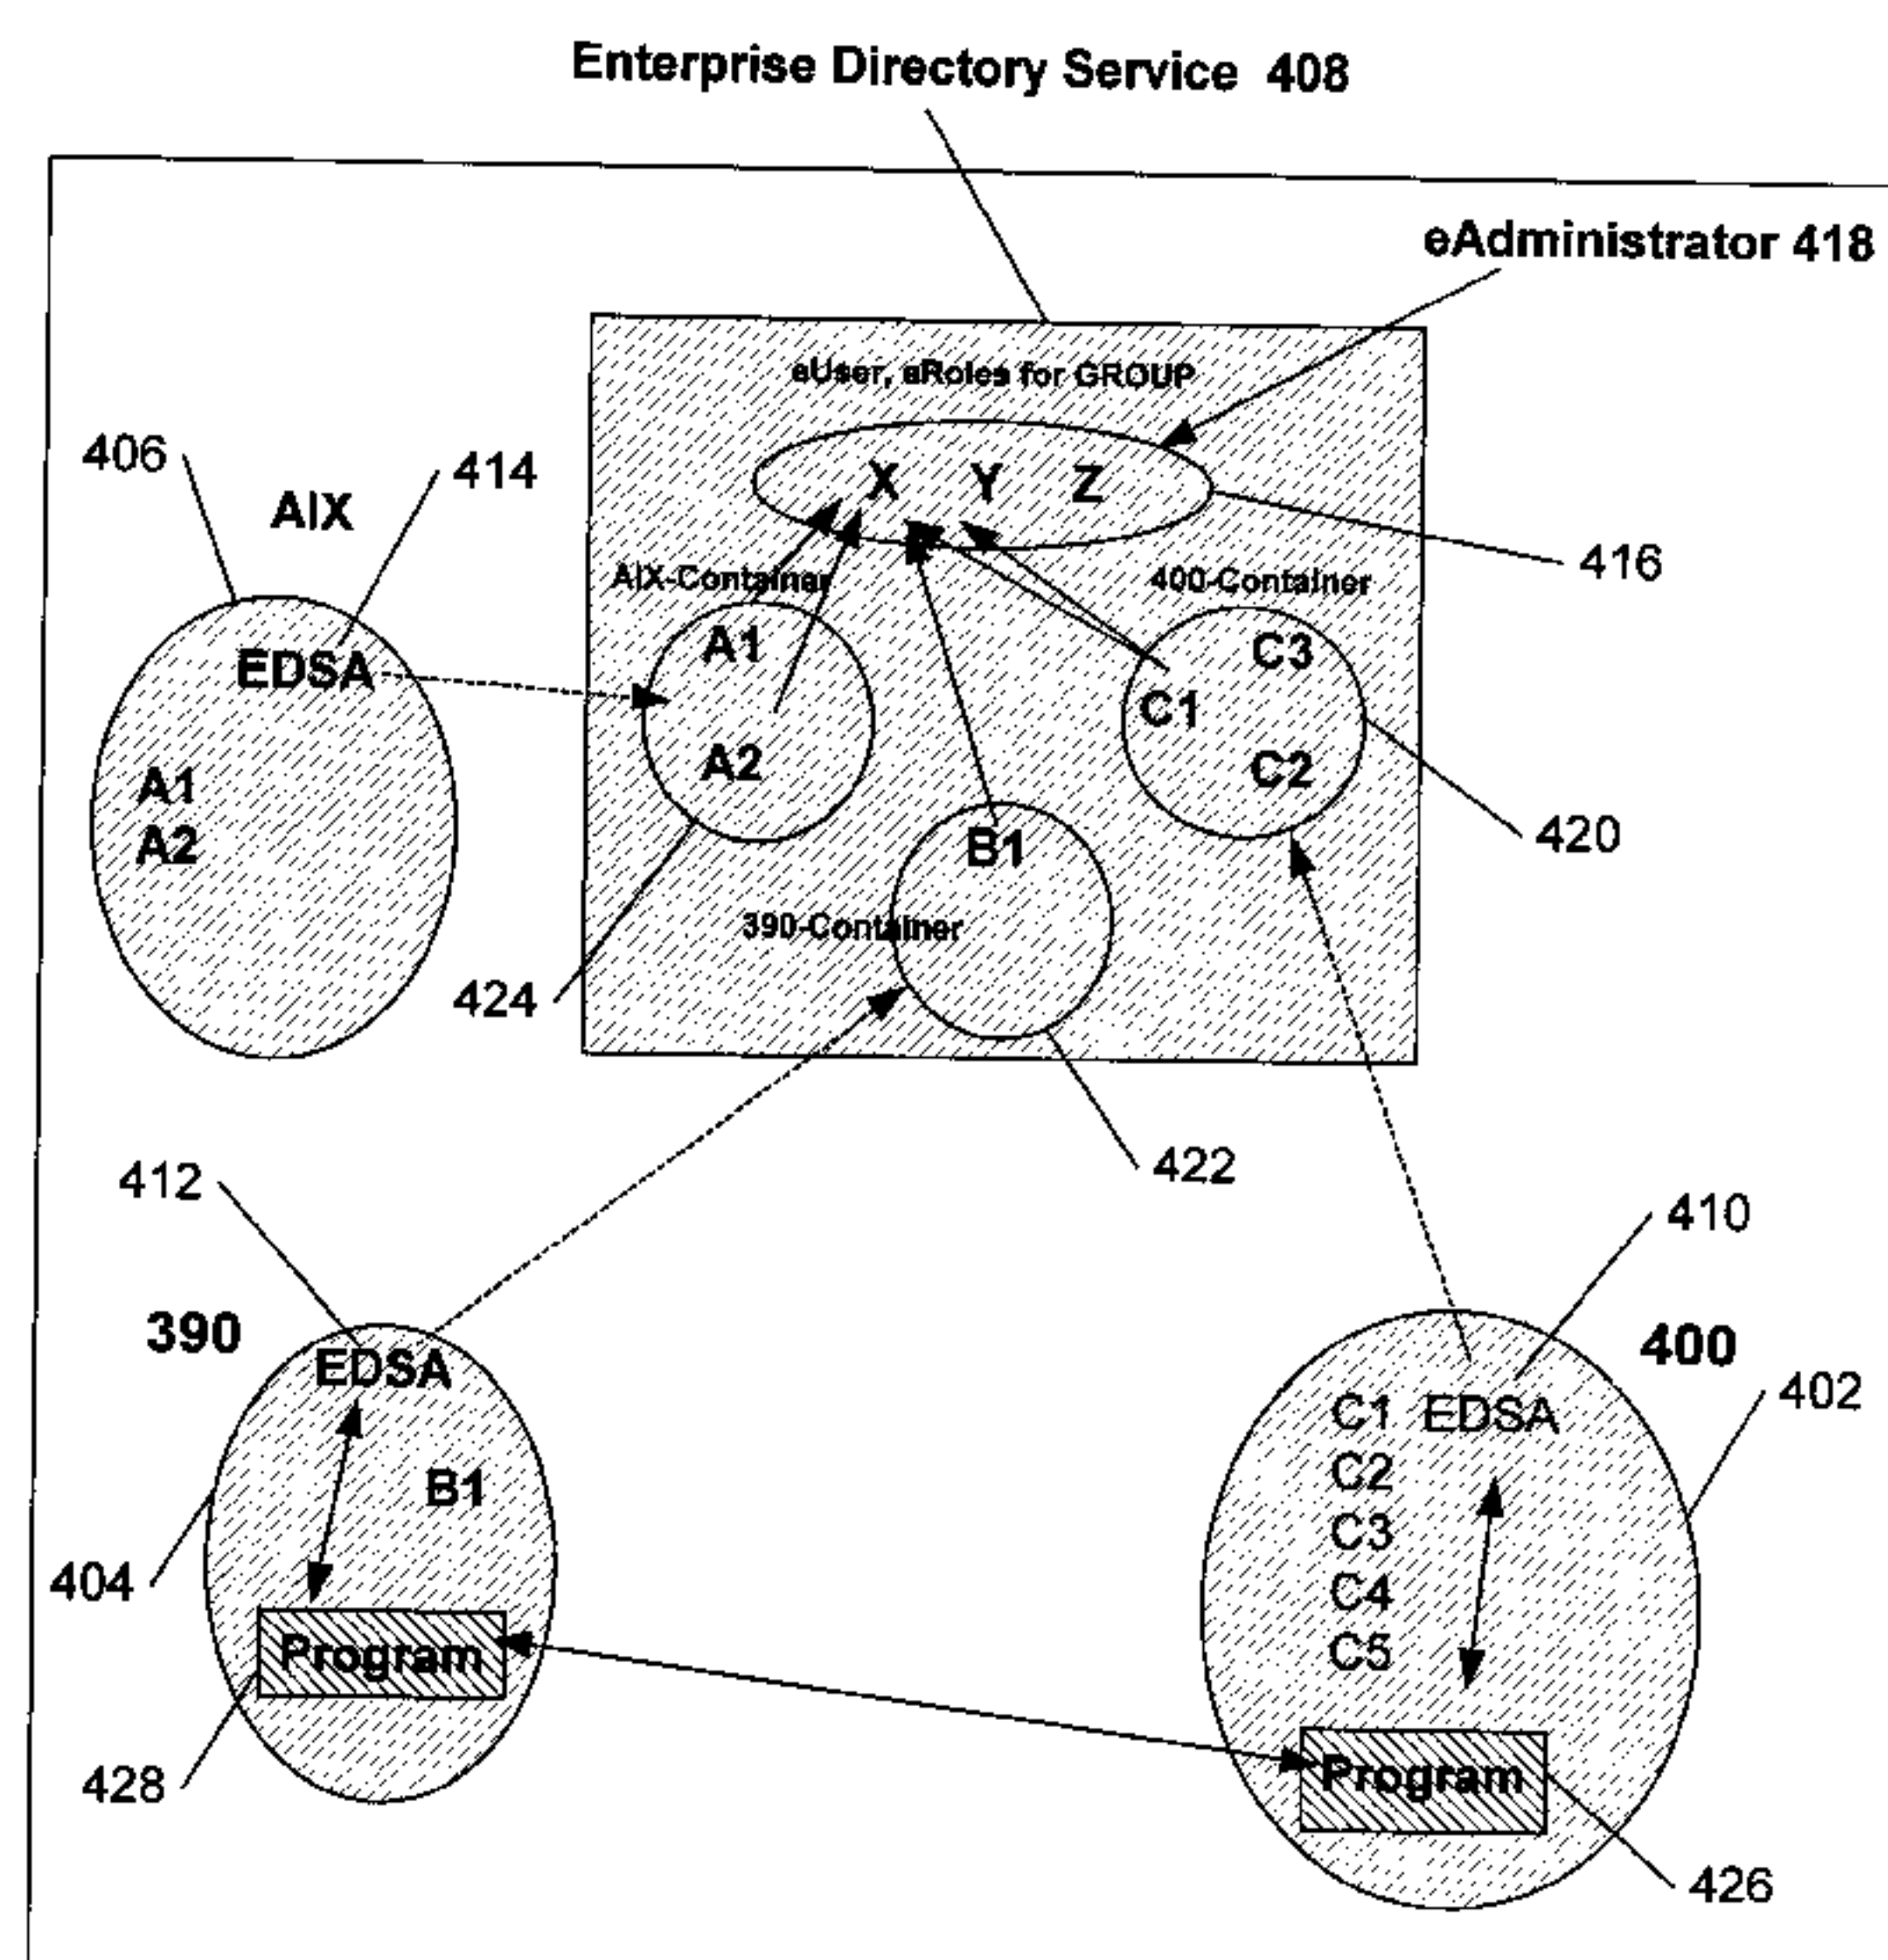 Enterprise Directory Service 408
eAdministrator 418
eUser, eRoles for GROUP
406
414
AIX
X Y Z
416
AIX-Container
400-Container
EDSA
A1
C3
C1
A2
C2
A1
A2
420
B1
390-Container
424
422
412
410
390
400
EDSA
402
C1 EDSA
C2
B1
C3
404
C4
C5
Program
428
Program
426